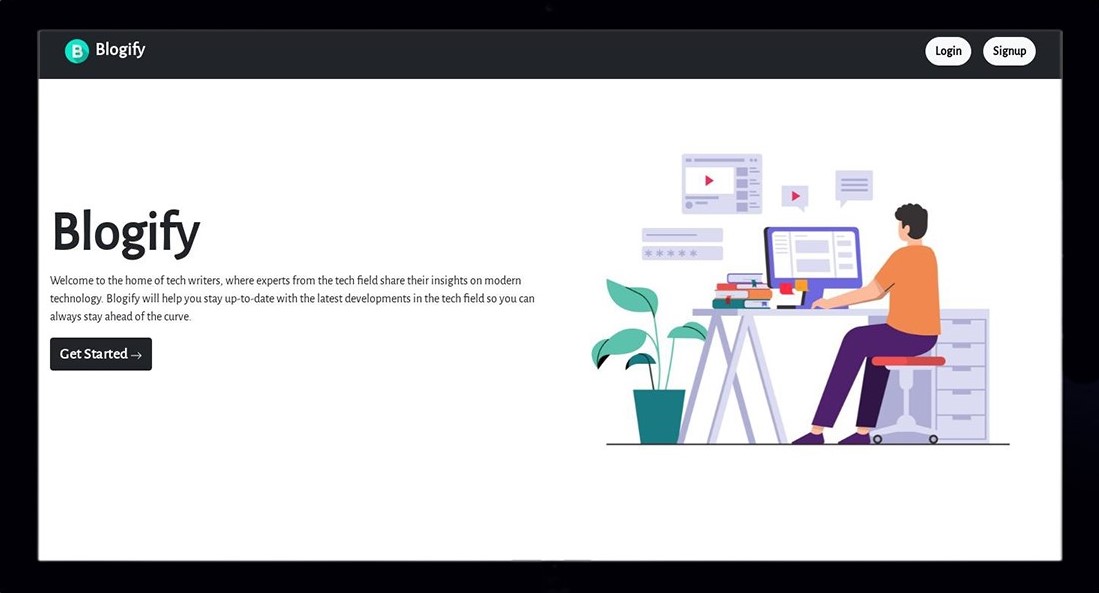 Blogify
Login
Signup
Blogify
Welcome to the home of tech writers, where experts from the tech field share their insights on modern
technology. Blogify will help you stay up-to-date with the latest developments in the tech field so you can
always stay ahead of the curve.
Get Started →
*****